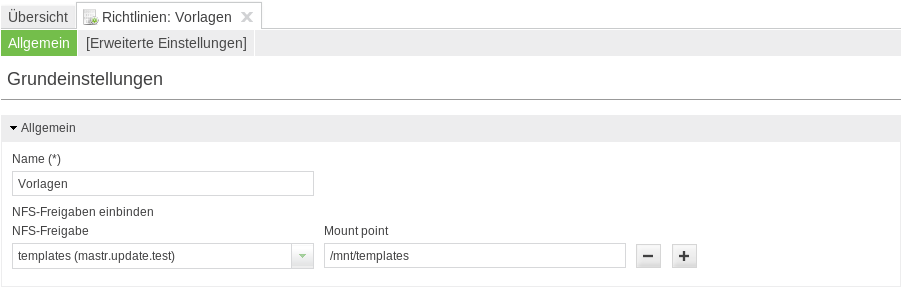 Übersicht Richtlinien: Vorlagen
Allgemein [Erweiterte Einstellungen]
Grundeinstellungen
Allgemein
Name (*)
Vorlagen
NFS-Freigaben einbinden
NFS-Freigabe Mount point
templates (mastr.update.test) /mnt/templates